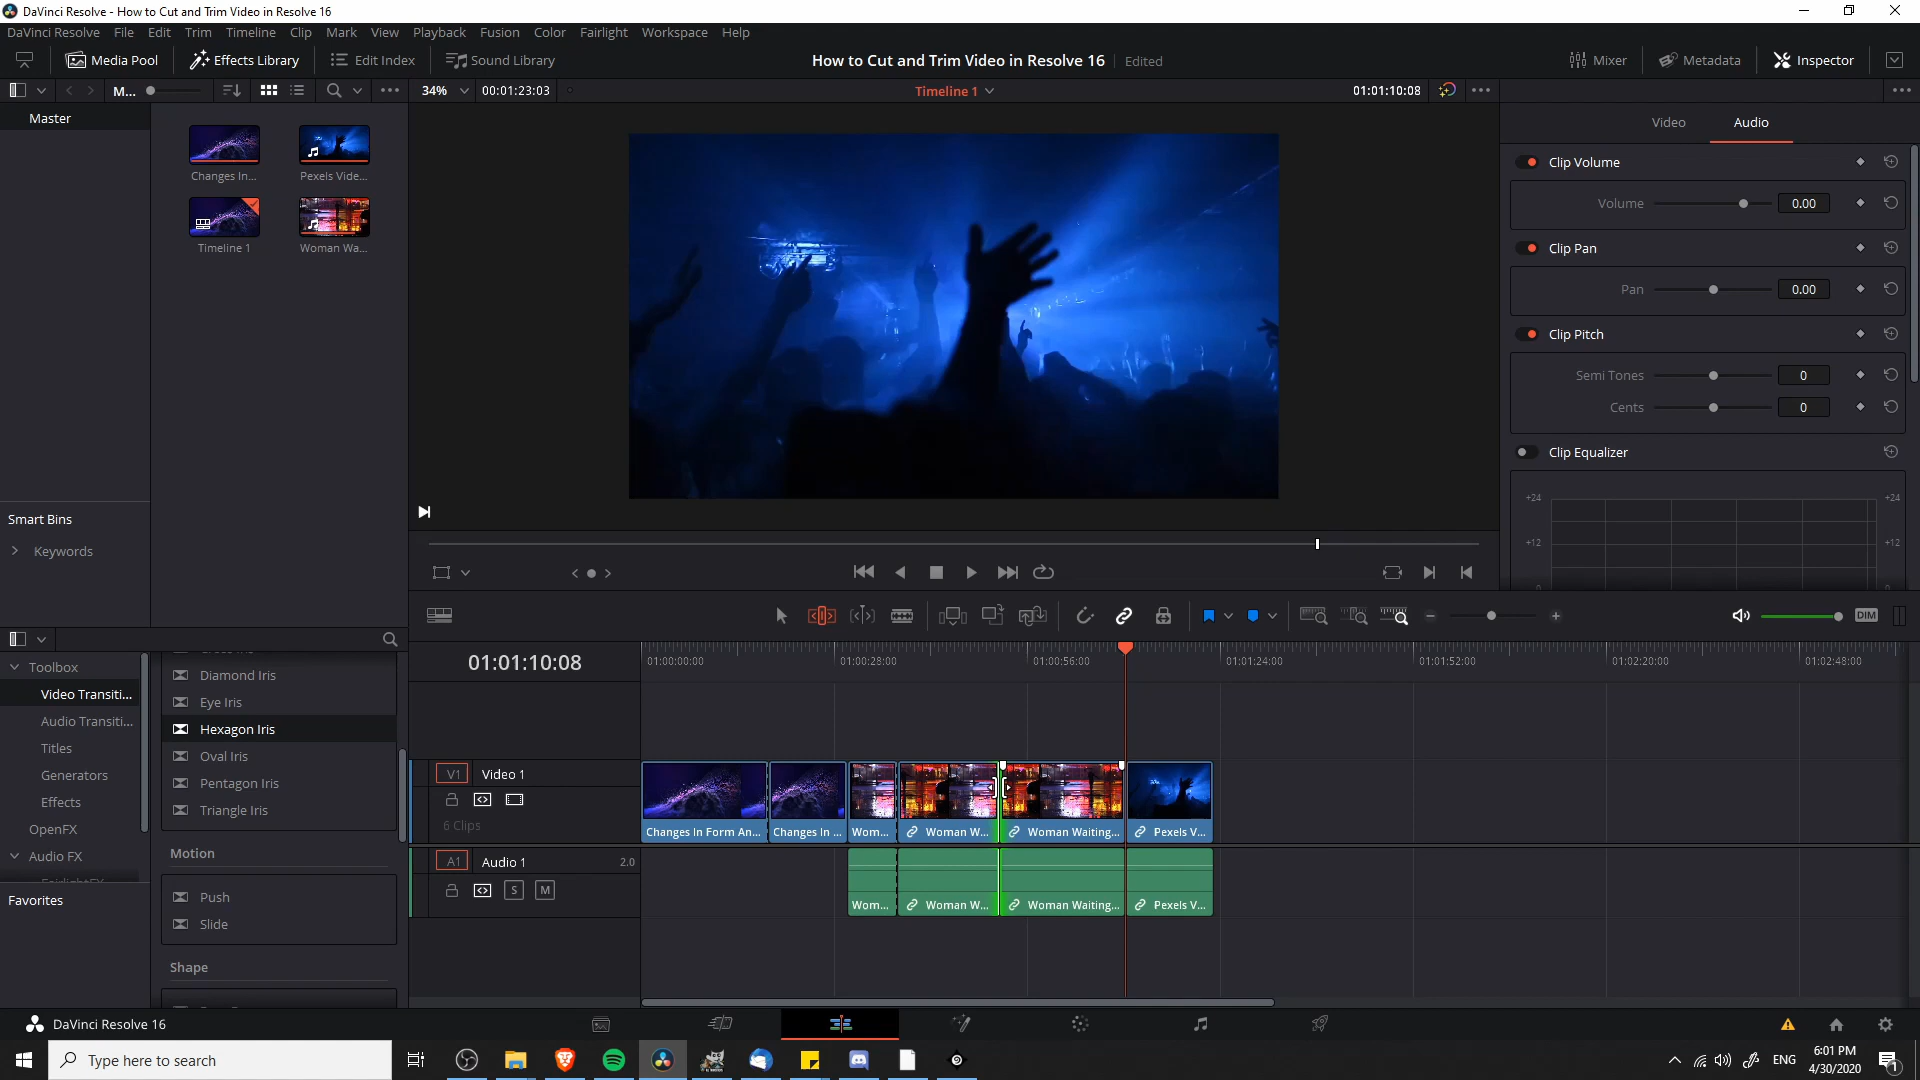 DaVinci Resolve - How to Cut and Trim Video in Resolve 16
DaVinci Resolve File Edit Trim Timeline Clip Mark View Playback Fusion Color Fairlight Workspace Help
Media Pool Effects Library Edit Index Sound Library How to Cut and Trim Video in Resolve 16 Edited Mixer Metadata Inspector
M... 34% 00:01:23:03 Timeline 1 01:01:10:08
Master
Changes In... Pexels Vide...
Timeline 1 Woman Wa...
Video Audio
Clip Volume
Volume 0.00
Clip Pan
Pan 0.00
Clip Pitch
Semi Tones 0
Cents 0
Clip Equalizer
+24 +24
+12 +12
Smart Bins
Keywords
DIM
Toolbox
Video Transiti...
Audio Transiti...
Titles
Generators
Effects
OpenFX
Audio FX
Favorites
Diamond Iris
Eye Iris
Hexagon Iris
Oval Iris
Pentagon Iris
Triangle Iris
Motion
Push
Slide
Shape
01:01:10:08
01:00:00:00 01:00:28:00 01:00:56:00 01:01:24:00 01:01:52:00 01:02:20:00 01:02:48:00
V1 Video 1
6 Clips
Changes In Form An... Changes In ... Wom... Woman W... Woman Waiting... Pexels V...
A1 Audio 1 2.0
S M
Wom... Woman W... Woman Waiting... Pexels V...
DaVinci Resolve 16
Type here to search
ENG
6:01 PM
4/30/2020
1